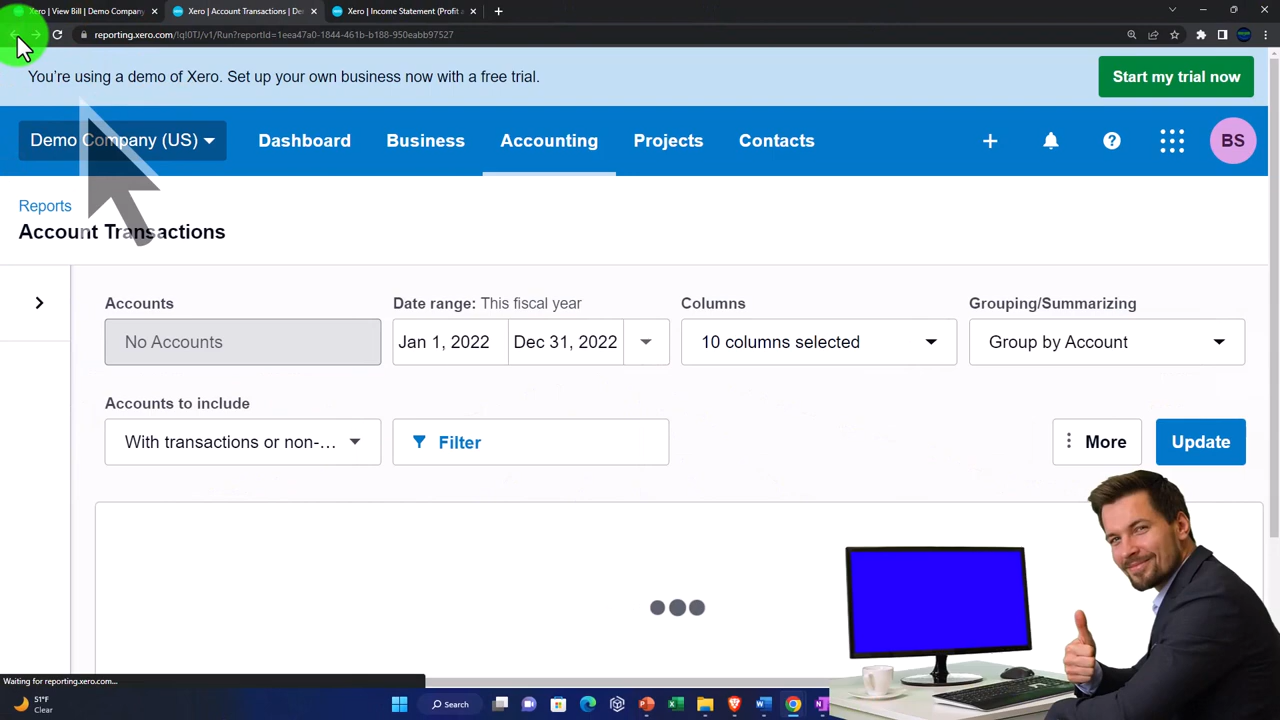 Xero | View Bill | Demo Company
Xero | Account Transactions | De
Xero | Income Statement (Profit a
reporting.xero.com/!ql0TJ/v1/Run?reportId=1eea47a0-1844-461b-b188-950eabb97527
You're using a demo of Xero. Set up your own business now with a free trial.
Start my trial now
Demo Company (US)
Dashboard
Business
Accounting
Projects
Contacts
BS
Reports
Account Transactions
Accounts
Date range: This fiscal year
Columns
Grouping/Summarizing
No Accounts
Jan 1, 2022
Dec 31, 2022
10 columns selected
Group by Account
Accounts to include
With transactions or non-...
Filter
More
Update
Waiting for reporting.xero.com...
51°F
Clear
Search